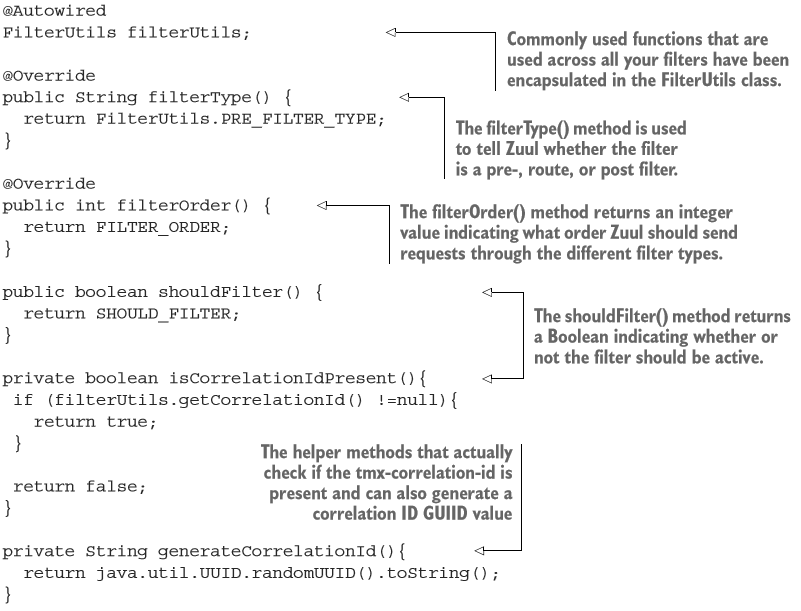 @Autowired
FilterUtils filterUtils;
Commonly used functions that are
used across all your filters have been
encapsulated in the FilterUtils class.
@Override
public String filterType() {
return FilterUtils.PRE_FILTER_TYPE;
}
The filterType() method is used
to tell Zuul whether the filter
is a pre-, route, or post filter.
@Override
public int filterOrder() {
return FILTER_ORDER;
}
The filterOrder() method returns an integer
value indicating what order Zuul should send
requests through the different filter types.
public boolean shouldFilter() {
return SHOULD_FILTER;
}
The shouldFilter() method returns
a Boolean indicating whether or
not the filter should be active.
private boolean isCorrelationIdPresent(){
if (filterUtils.getCorrelationId() !=null){
return true;
}
return false;
}
The helper methods that actually
check if the tmx-correlation-id is
present and can also generate a
correlation ID GUIID value
private String generateCorrelationId(){
return java.util.UUID.randomUUID().toString();
}